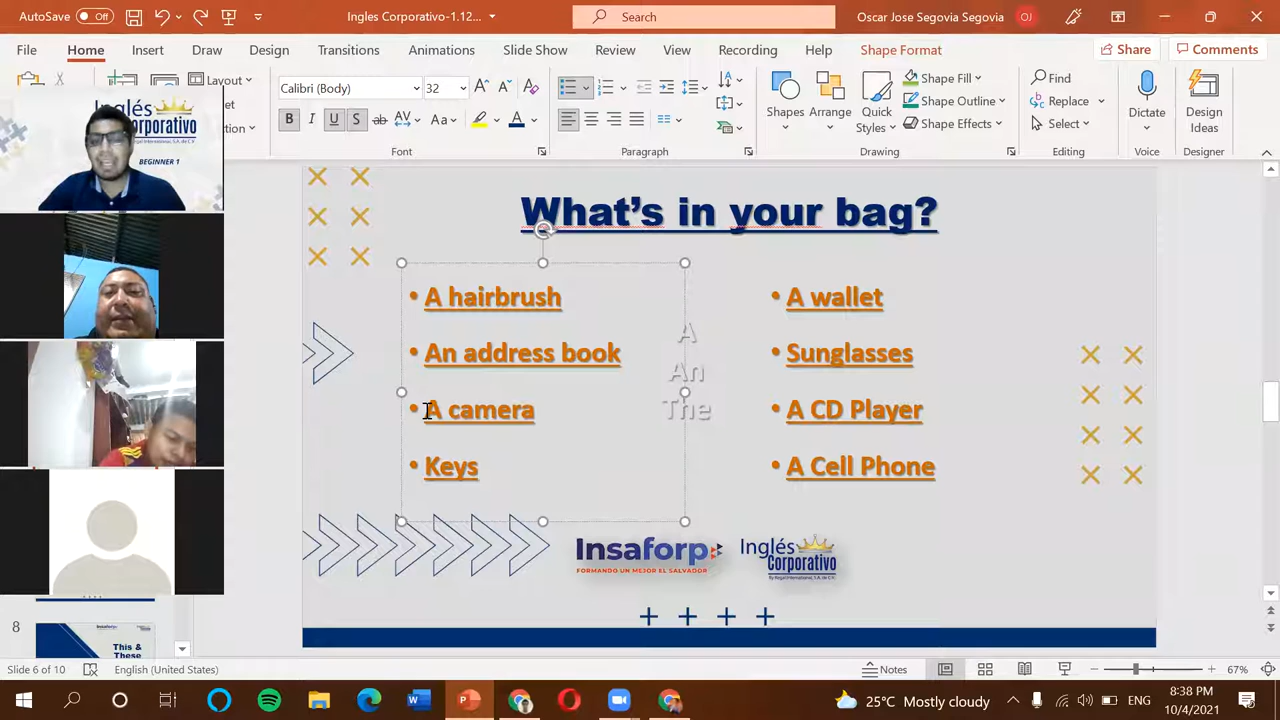 AutoSave Off
Ingles Corporativo-1.12...
Search
Oscar Jose Segovia Segovia
OJ
File
Home
Insert
Draw
Design
Transitions
Animations
Slide Show
Review
View
Recording
Help
Shape Format
Share
Comments
Layout
Calibri (Body)
32
Shapes
Arrange
Quick
Styles
Shape Fill
Shape Outline
Shape Effects
Find
Replace
Select
Dictate
Design
Ideas
Font
Paragraph
Drawing
Editing
Voice
Designer
Inglés
Corporativo
BEGINNER 1
What's in your bag?
• A hairbrush
• An address book
• A camera
• Keys
A
An
The
• A wallet
• Sunglasses
• A CD Player
• A Cell Phone
Insaforp
FORMANDO UN MEJOR EL SALVADOR
Inglés
Corporativo
By Regal International, S.A. de C.V.
8
This &
These
Slide 6 of 10
English (United States)
Notes
67%
25°C Mostly cloudy
ENG
8:38 PM
10/4/2021